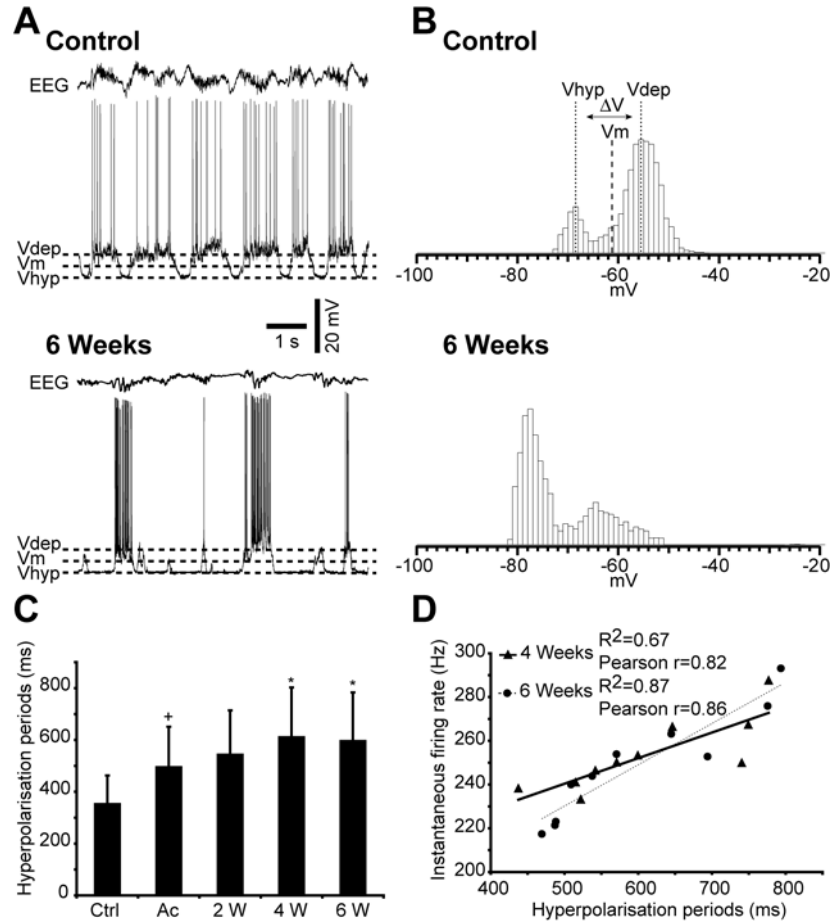 A
Control
EEG
Vdep
Vm
Vhyp
1 s
20 mV
6 Weeks
EEG
Vdep
Vm
Vhyp
B
Control
Vhyp
Vdep
ΔV
Vm
-100 -80 -60 -40 -20
mV
6 Weeks
-100 -80 -60 -40 -20
mV
C
Hyperpolarisation periods (ms)
800
600
400
200
0
+
*
*
Ctrl Ac 2 W 4 W 6 W
D
Instantaneous firing rate (Hz)
300
280
260
240
220
200
4 Weeks
R2=0.67
Pearson r=0.82
6 Weeks
R2=0.87
Pearson r=0.86
400 500 600 700 800
Hyperpolarisation periods (ms)